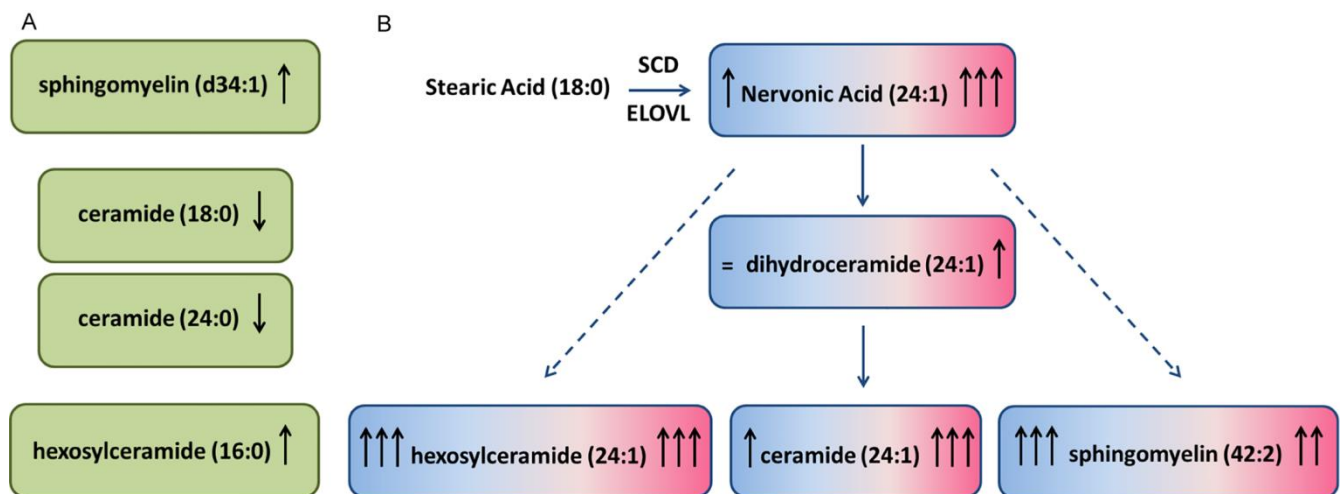 A
sphingomyelin (d34:1) ↑
ceramide (18:0) ↓
ceramide (24:0) ↓
hexosylceramide (16:0) ↑
B
Stearic Acid (18:0)
SCD
ELOVL
↑ Nervonic Acid (24:1) ↑↑↑
= dihydroceramide (24:1) ↑
↑↑↑ hexosylceramide (24:1) ↑↑↑
↑ ceramide (24:1) ↑↑↑
↑↑↑ sphingomyelin (42:2) ↑↑